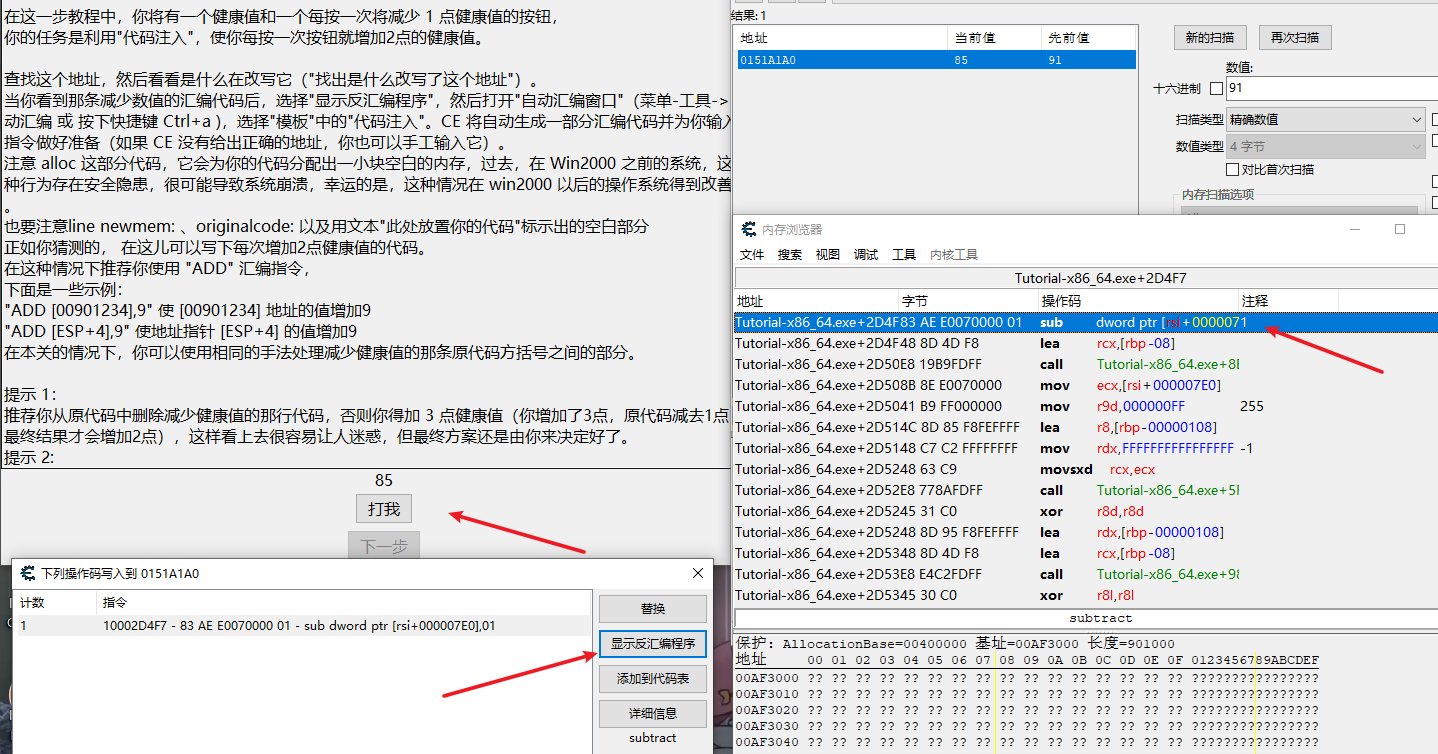 在这一步教程中，你将有一个健康值和一个每按一次将减少 1 点健康值的按钮，
你的任务是利用"代码注入"，使你每按一次按钮就增加2点的健康值。
查找这个地址，然后看看是什么在改写它（"找出是什么改写了这个地址"）。
当你看到那条减少数值的汇编代码后，选择"显示反汇编程序"，然后打开"自动汇编窗口"（菜单-工具->
动汇编 或 按下快捷键 Ctrl+a ），选择"模板"中的"代码注入"。CE 将自动生成一部分汇编代码并为你输入
指令做好准备（如果 CE 没有给出正确的地址，你也可以手工输入它）。
注意 alloc 这部分代码，它会为你的代码分配出一小块空白的内存，过去，在 Win2000 之前的系统，这
种行为存在安全隐患，很可能导致系统崩溃，幸运的是，这种情况在 win2000 以后的操作系统得到改善
。
也要注意line newmem: 、originalcode: 以及用文本"此处放置你的代码"标示出的空白部分
正如你猜测的， 在这儿可以写下每次增加2点健康值的代码。
在这种情况下推荐你使用 "ADD" 汇编指令，
下面是一些示例：
"ADD [00901234],9" 使 [00901234] 地址的值增加9
"ADD [ESP+4],9" 使地址指针 [ESP+4] 的值增加9
在本关的情况下，你可以使用相同的手法处理减少健康值的那条原代码方括号之间的部分。
提示 1：
推荐你从原代码中删除减少健康值的那行代码，否则你得加 3 点健康值（你增加了3点，原代码减去1点
最终结果才会增加2点），这样看上去很容易让人迷惑，但最终方案还是由你来决定好了。
提示 2：
85
打我
下一步
下列操作码写入到 0151A1A0
计数 指令
1 10002D4F7 - 83 AE E0070000 01 - sub dword ptr [rsi+000007E0],01
替换
显示反汇编程序
添加到代码表
详细信息
subtract
结果: 1
地址 当前值 先前值
0151A1A0 85 91
新的扫描 再次扫描
数值:
十六进制 91
扫描类型 精确数值
数值类型 4 字节
对比首次扫描
内存扫描选项
内存浏览器
文件 搜索 视图 调试 工具 内核工具
Tutorial-x86_64.exe+2D4F7
地址 字节 操作码 注释
Tutorial-x86_64.exe+2D4F83 AE E0070000 01 sub dword ptr [rsi+0000071
Tutorial-x86_64.exe+2D4F48 8D 4D F8 lea rcx,[rbp-08]
Tutorial-x86_64.exe+2D50E8 19B9FDFF call Tutorial-x86_64.exe+8E
Tutorial-x86_64.exe+2D508B 8E E0070000 mov ecx,[rsi+000007E0]
Tutorial-x86_64.exe+2D5041 B9 FF000000 mov r9d,000000FF 255
Tutorial-x86_64.exe+2D514C 8D 85 F8FEFFFF lea r8,[rbp-00000108]
Tutorial-x86_64.exe+2D5148 C7 C2 FFFFFFFF mov rdx,FFFFFFFFFFFFFFFF -1
Tutorial-x86_64.exe+2D5248 63 C9 movsxd rcx,ecx
Tutorial-x86_64.exe+2D52E8 778AFDFF call Tutorial-x86_64.exe+5I
Tutorial-x86_64.exe+2D5245 31 C0 xor r8d,r8d
Tutorial-x86_64.exe+2D5248 8D 95 F8FEFFFF lea rdx,[rbp-00000108]
Tutorial-x86_64.exe+2D5348 8D 4D F8 lea rcx,[rbp-08]
Tutorial-x86_64.exe+2D53E8 E4C2FDFF call Tutorial-x86_64.exe+98
Tutorial-x86_64.exe+2D5345 30 C0 xor r8l,r8l
subtract
保护: AllocationBase=00400000 基址=00AF3000 长度=901000
地址 00 01 02 03 04 05 06 07 08 09 0A 0B 0C 0D 0E 0F 0123456789ABCDEF
00AF3000 ?? ?? ?? ?? ?? ?? ?? ?? ?? ?? ?? ?? ?? ?? ?? ?? ????????????????
00AF3010 ?? ?? ?? ?? ?? ?? ?? ?? ?? ?? ?? ?? ?? ?? ?? ?? ????????????????
00AF3020 ?? ?? ?? ?? ?? ?? ?? ?? ?? ?? ?? ?? ?? ?? ?? ?? ????????????????
00AF3030 ?? ?? ?? ?? ?? ?? ?? ?? ?? ?? ?? ?? ?? ?? ?? ?? ????????????????
00AF3040 ?? ?? ?? ?? ?? ?? ?? ?? ?? ?? ?? ?? ?? ?? ?? ?? ????????????????